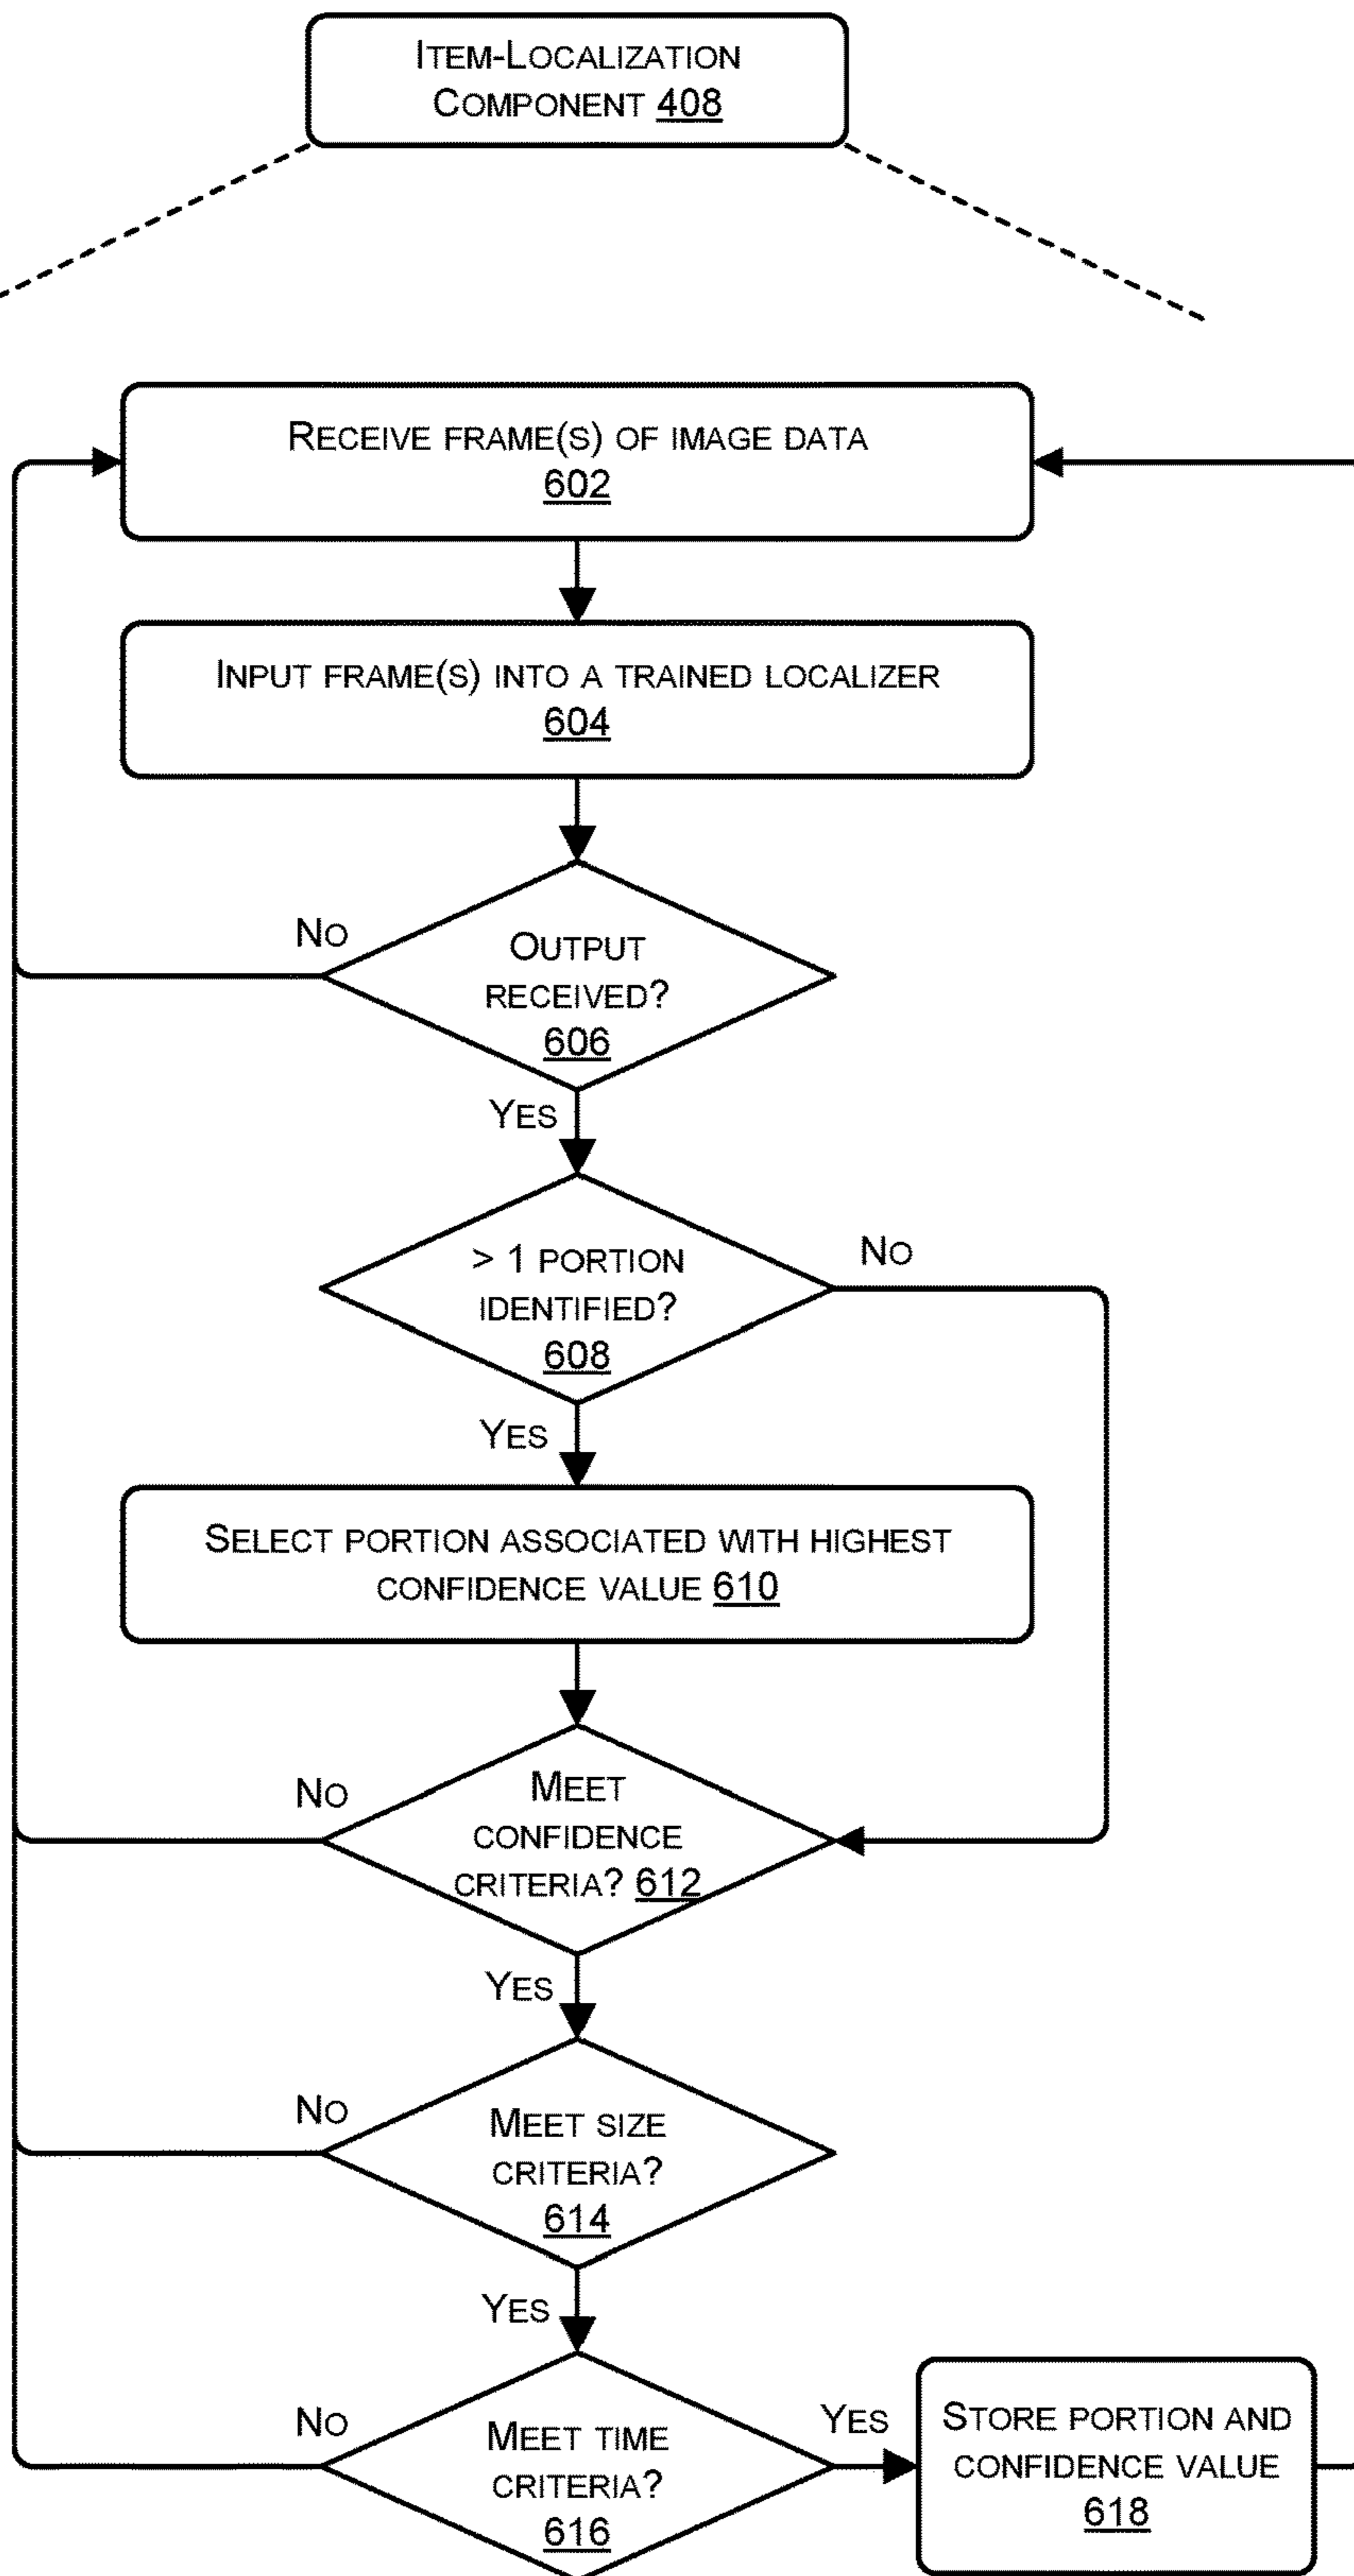 ITEM-LOCALIZATION
COMPONENT 408
RECEIVE FRAME(S) OF IMAGE DATA
602
INPUT FRAME(S) INTO A TRAINED LOCALIZER
604
NO
OUTPUT
RECEIVED?
606
YES
> 1 PORTION
IDENTIFIED?
608
NO
YES
SELECT PORTION ASSOCIATED WITH HIGHEST
CONFIDENCE VALUE 610
NO
MEET
CONFIDENCE
CRITERIA? 612
YES
NO
MEET SIZE
CRITERIA?
614
YES
NO
MEET TIME
CRITERIA?
616
YES
STORE PORTION AND
CONFIDENCE VALUE
618